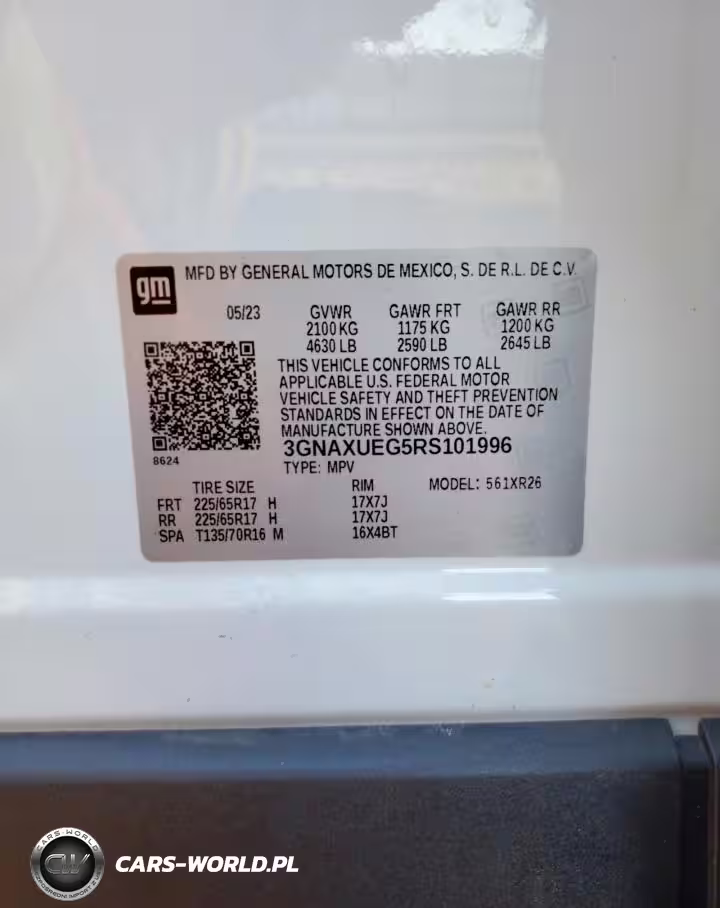 gm
MFD BY GENERAL MOTORS DE MEXICO, S. DE R.L. DE C.V.
05/23 GVWR GAWR FRT GAWR RR
2100 KG 1175 KG 1200 KG
4630 LB 2590 LB 2645 LB
THIS VEHICLE CONFORMS TO ALL
APPLICABLE U.S. FEDERAL MOTOR
VEHICLE SAFETY AND THEFT PREVENTION
STANDARDS IN EFFECT ON THE DATE OF
MANUFACTURE SHOWN ABOVE.
3GNAXUEG5RS101996
8624
TYPE: MPV MODEL: 561XR26
TIRE SIZE RIM
FRT 225/65R17 H 17X7J
RR 225/65R17 H 17X7J
SPA T135/70R16 M 16X4BT
CARS-WORLD
CW
CARS-WORLD.PL